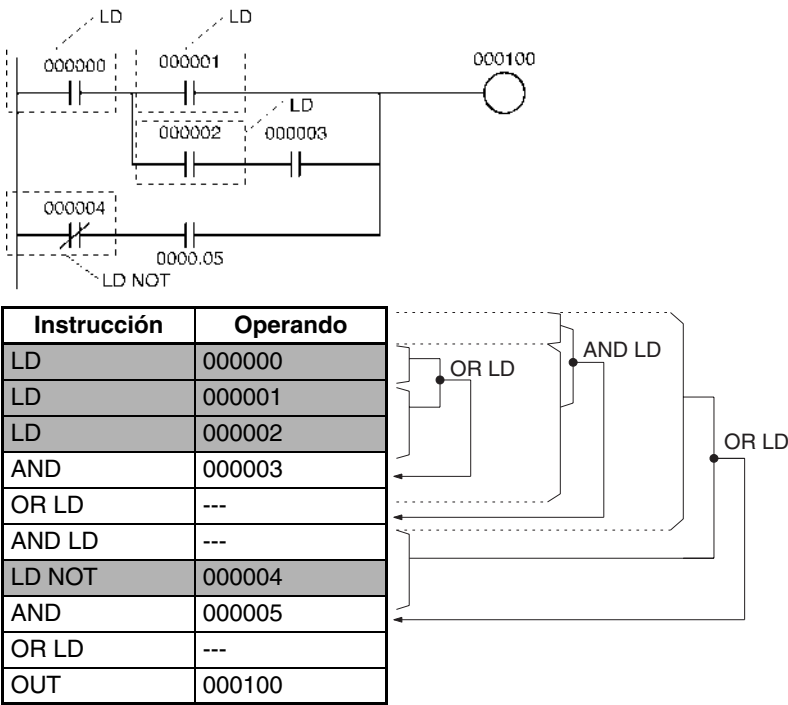 LD LD
000000 000001 000100
LD
000002 000003
000004
0000.05
LD NOT
Instrucción Operando
LD 000000
LD 000001
LD 000002
AND 000003
OR LD ---
AND LD ---
LD NOT 000004
AND 000005
OR LD ---
OUT 000100
OR LD
AND LD
OR LD